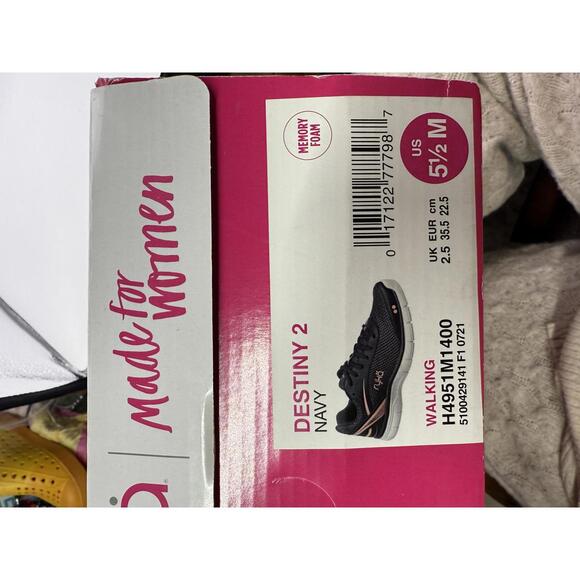 Made for
women
MEMORY
FOAM
0 17122 77798 7
US
5½ M
UK EUR cm
2.5 35.5 22.5
DESTINY 2
NAVY
ryka
WALKING
H4951M1400
5100429141 F1 0721